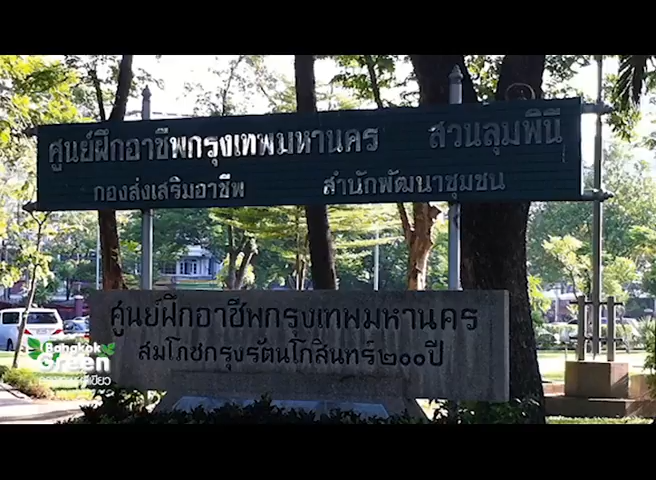 ศูนย์ฝึกอาชีพกรุงเทพมหานคร สวนลุมพินี
กองส่งเสริมอาชีพ สำนักพัฒนาชุมชน
ศูนย์ฝึกอาชีพกรุงเทพมหานคร
สมโภชกรุงรัตนโกสินทร์๒๐๐ปี
Bangkok
Green